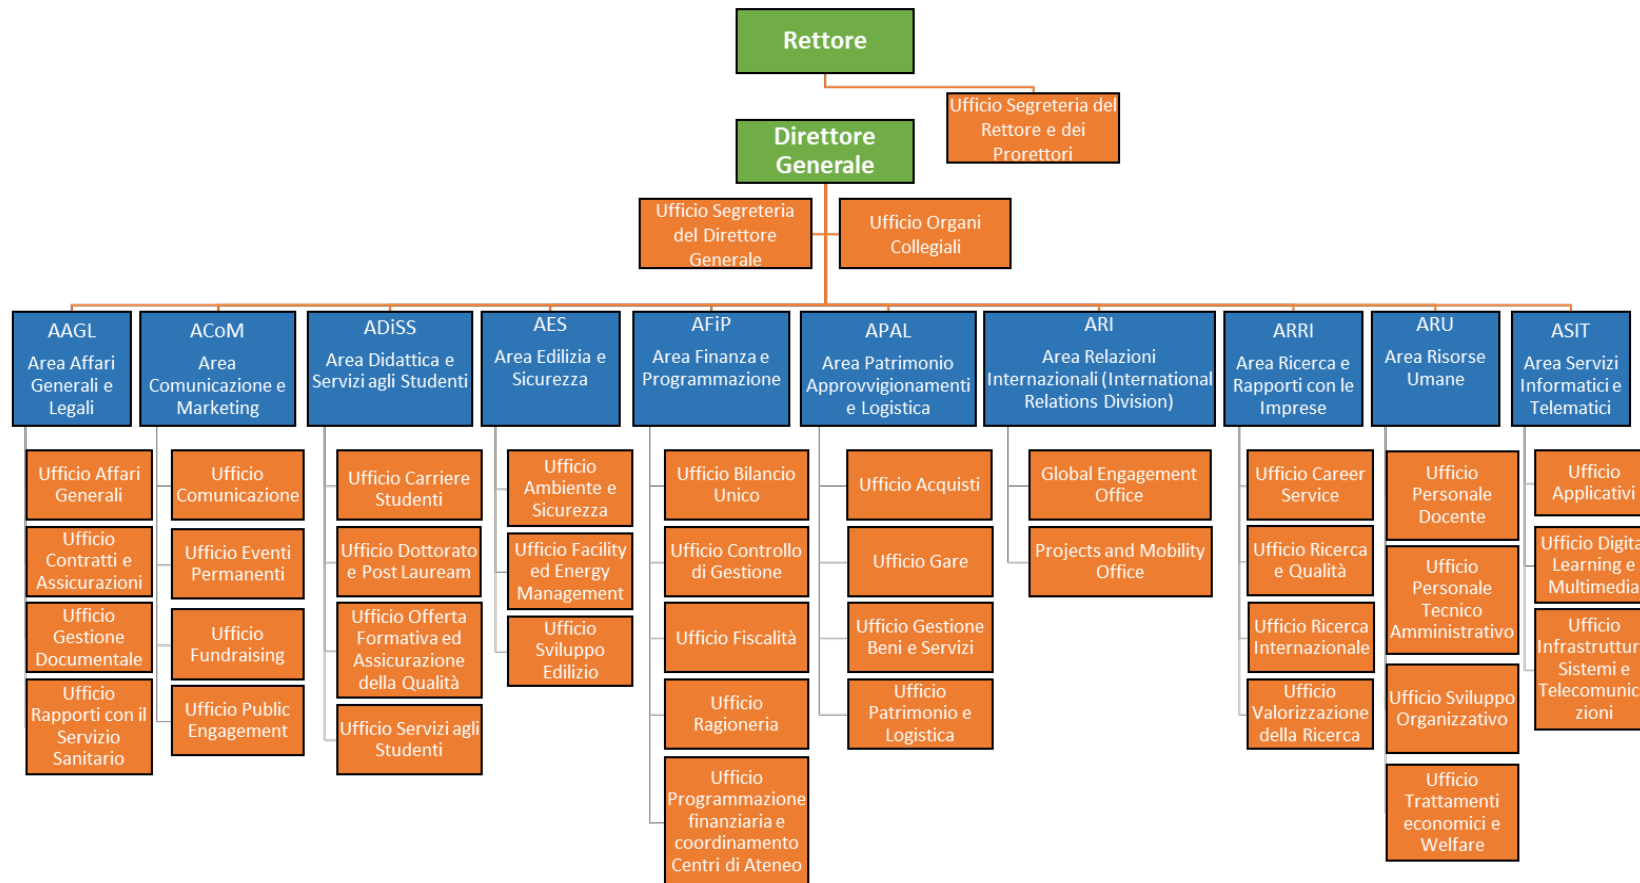 Rettore
Ufficio Segreteria del
Rettore e dei
Prorettori
Direttore
Generale
Ufficio Segreteria
del Direttore
Generale
Ufficio Organi
Collegiali
AAGL
Area Affari
Generali e
Legali
ACoM
Area
Comunicazione e
Marketing
ADiSS
Area Didattica e
Servizi agli Studenti
AES
Area Edilizia e
Sicurezza
AFiP
Area Finanza e
Programmazione
APAL
Area Patrimonio
Approvvigionamenti
e Logistica
ARI
Area Relazioni
Internazionali (International
Relations Division)
ARRI
Area Ricerca e
Rapporti con le
Imprese
ARU
Area Risorse
Umane
ASIT
Area Servizi
Informatici e
Telematici
Ufficio Affari
Generali
Ufficio
Contratti e
Assicurazioni
Ufficio
Gestione
Documentale
Ufficio
Rapporti con il
Servizio
Sanitario
Ufficio
Comunicazione
Ufficio Eventi
Permanenti
Ufficio
Fundraising
Ufficio Public
Engagement
Ufficio Carriere
Studenti
Ufficio Dottorato
e Post Lauream
Ufficio Offerta
Formativa ed
Assicurazione
della Qualità
Ufficio Servizi agli
Studenti
Ufficio
Ambiente e
Sicurezza
Ufficio Facility
ed Energy
Management
Ufficio
Sviluppo
Edilizio
Ufficio Bilancio
Unico
Ufficio Controllo
di Gestione
Ufficio Fiscalità
Ufficio
Ragioneria
Ufficio
Programmazione
finanziaria e
coordinamento
Centri di Ateneo
Ufficio Acquisti
Ufficio Gare
Ufficio Gestione
Beni e Servizi
Ufficio
Patrimonio e
Logistica
Global Engagement
Office
Projects and Mobility
Office
Ufficio Career
Service
Ufficio Ricerca
e Qualità
Ufficio Ricerca
Internazionale
Ufficio
Valorizzazione
della Ricerca
Ufficio
Personale
Docente
Ufficio
Personale
Tecnico
Amministrativo
Ufficio Sviluppo
Organizzativo
Ufficio
Trattamenti
economici e
Welfare
Ufficio
Applicativi
Ufficio Digital
Learning e
Multimedia
Ufficio
Infrastruttur
Sistemi e
Telecomunica
zioni